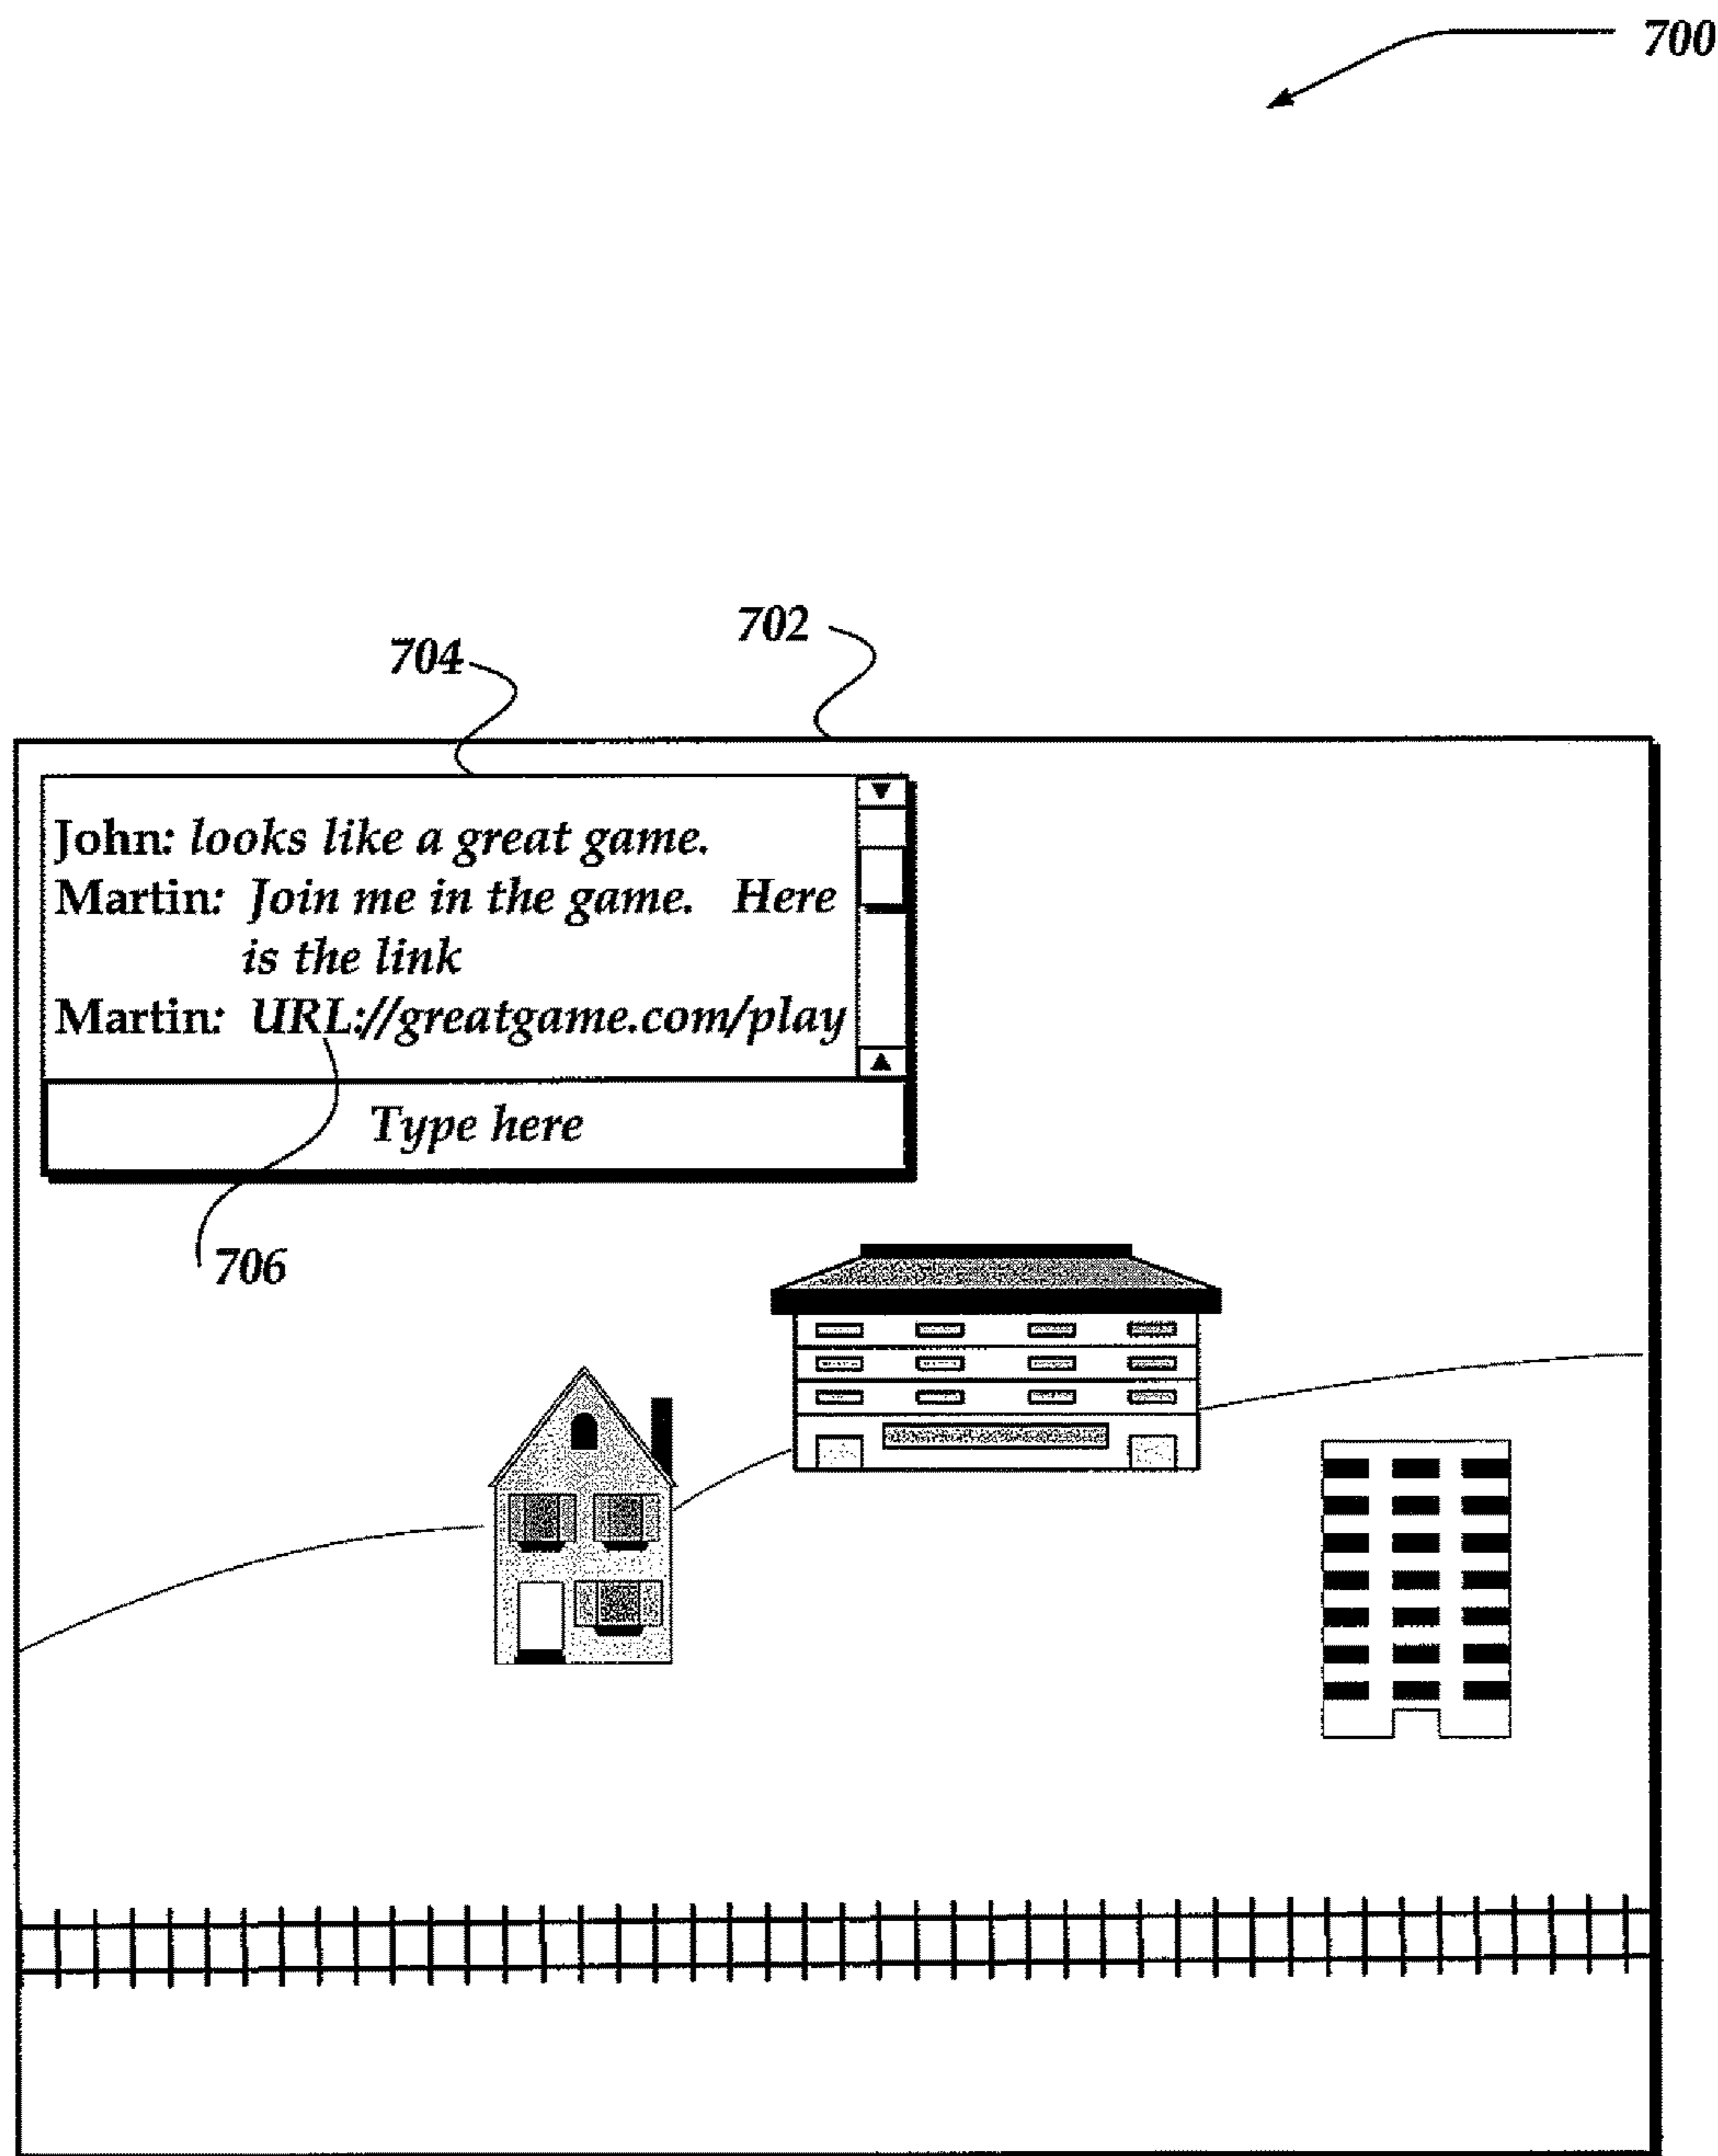 700
702
704
John: looks like a great game.
Martin: Join me in the game. Here
is the link
Martin: URL://greatgame.com/play
Type here
706